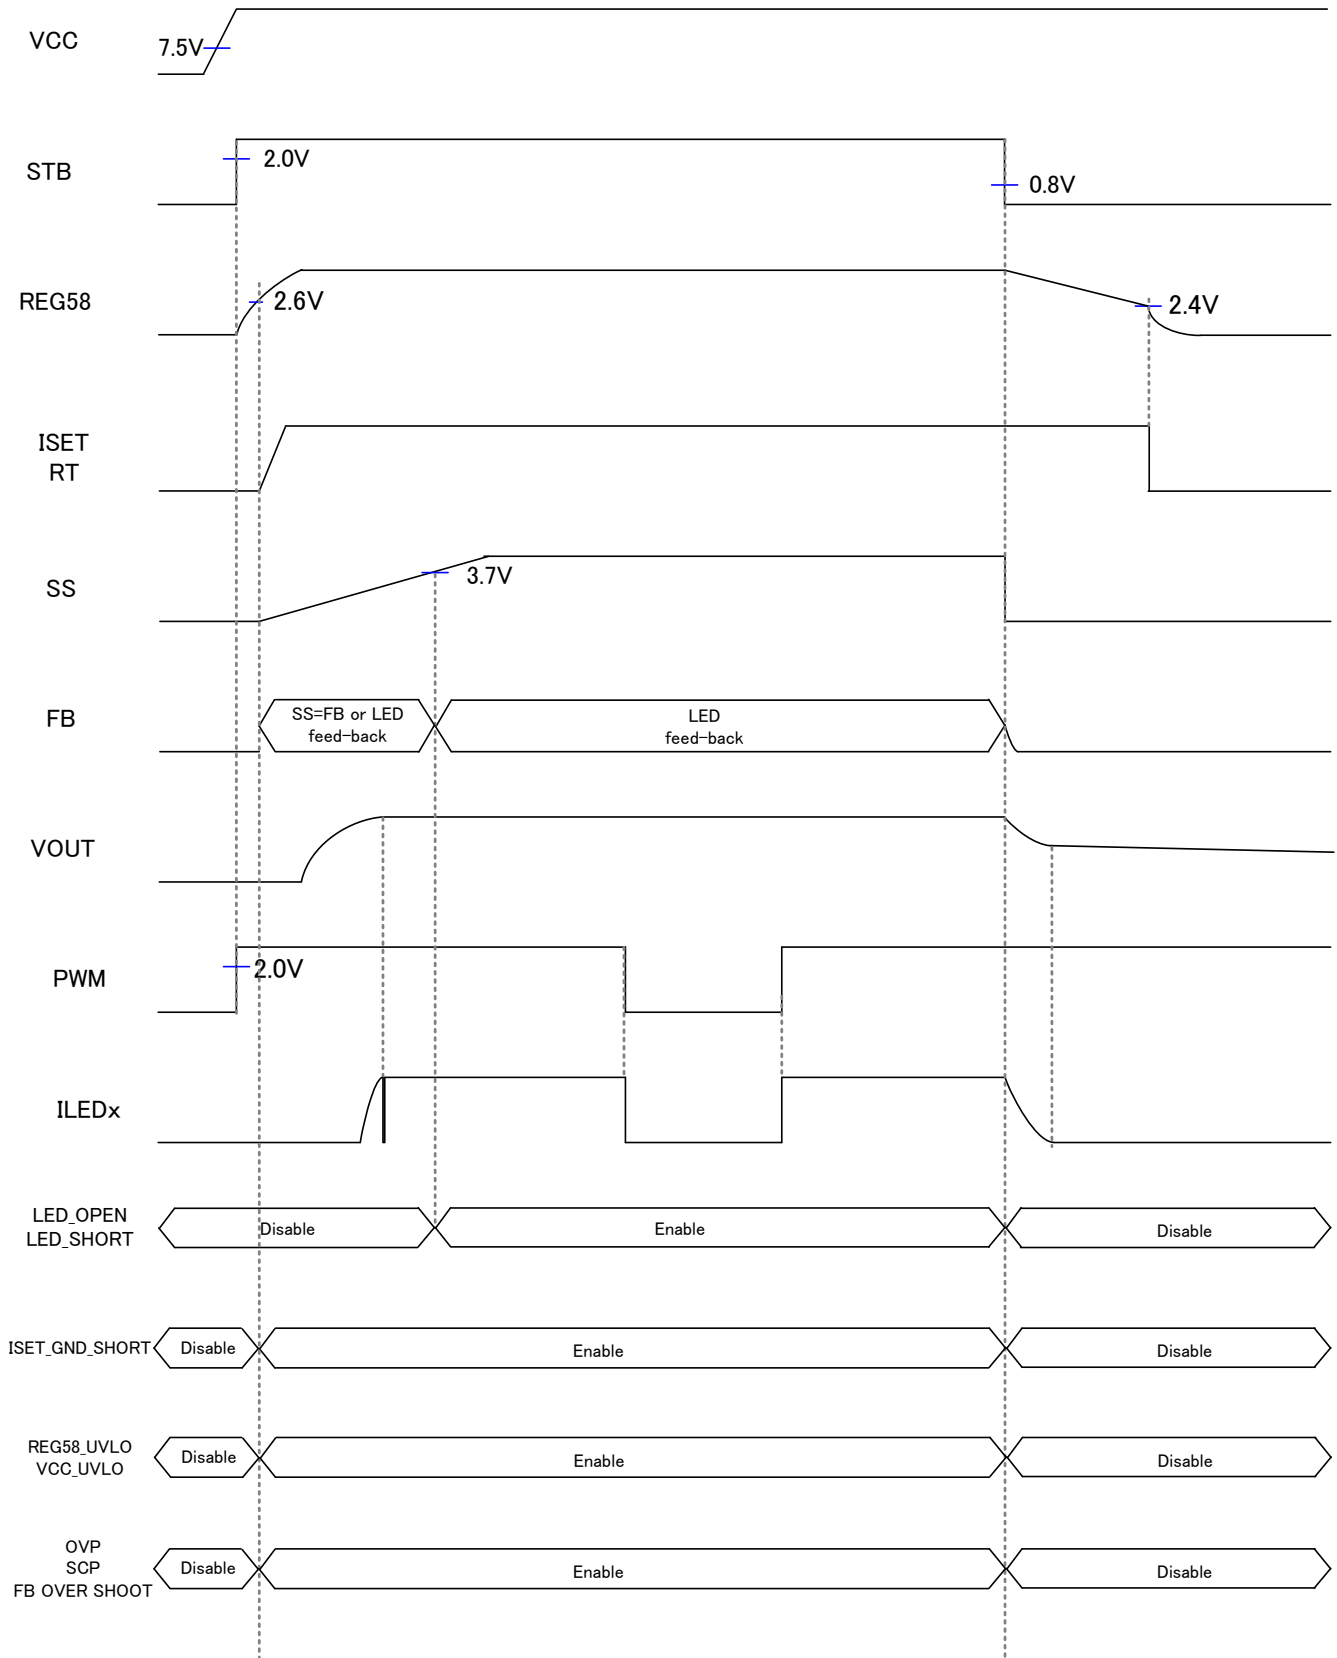 VCC
7.5V
STB
2.0V
0.8V
REG58
2.6V
2.4V
ISET
RT
SS
3.7V
FB
SS=FB or LED
feed-back
LED
feed-back
VOUT
PWM
2.0V
ILEDx
LED_OPEN
LED_SHORT
Disable
Enable
Disable
ISET_GND_SHORT
Disable
Enable
Disable
REG58_UVLO
VCC_UVLO
Disable
Enable
Disable
OVP
SCP
FB OVER SHOOT
Disable
Enable
Disable